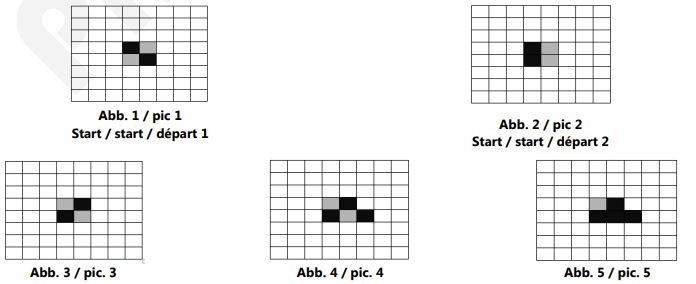 Abb. 1 / pic 1
Start / start / départ 1
Abb. 2 / pic 2
Start / start / départ 2
Abb. 3 / pic. 3
Abb. 4 / pic. 4
Abb. 5 / pic. 5